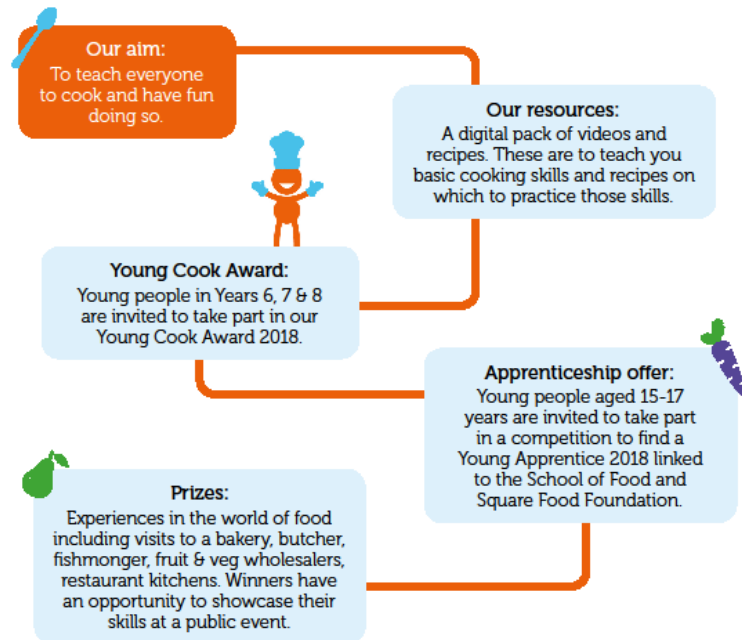 Our aim:
To teach everyone
to cook and have fun
doing so.
Our resources:
A digital pack of videos and
recipes. These are to teach you
basic cooking skills and recipes on
which to practice those skills.
Young Cook Award:
Young people in Years 6, 7 & 8
are invited to take part in our
Young Cook Award 2018.
Apprenticeship offer:
Young people aged 15-17
years are invited to take part
in a competition to find a
Young Apprentice 2018 linked
to the School of Food and
Square Food Foundation.
Prizes:
Experiences in the world of food
including visits to a bakery, butcher,
fishmonger, fruit & veg wholesalers,
restaurant kitchens. Winners have
an opportunity to showcase their
skills at a public event.